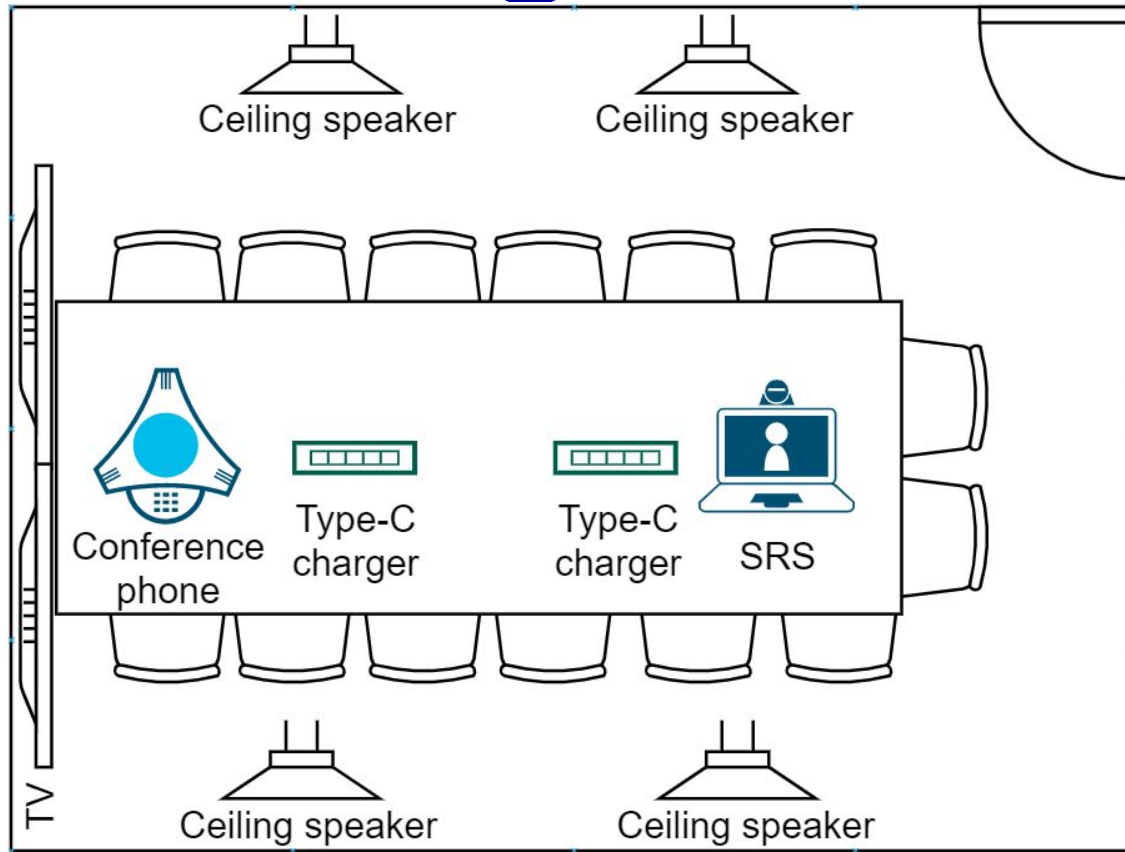 Ceiling speaker
Ceiling speaker
Conference
phone
Type-C
charger
Type-C
charger
SRS
TV
Ceiling speaker
Ceiling speaker